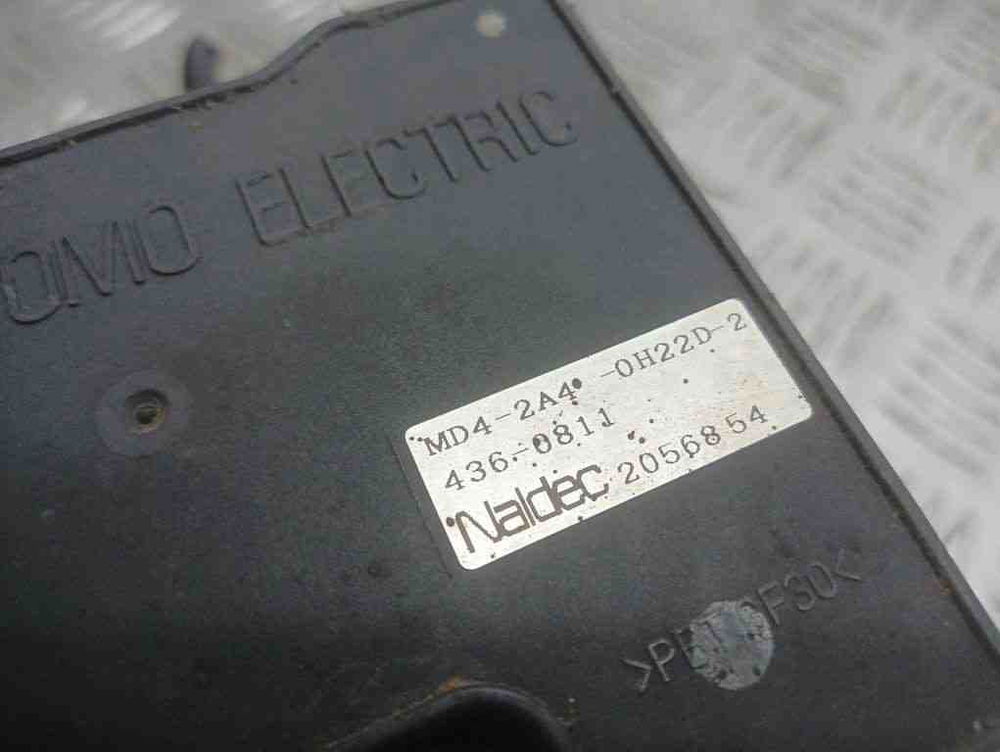 OMO ELECTRIC
MD4-2A4 -0H22D-2
436-0811
Naldec 2056854
>PET GF30<